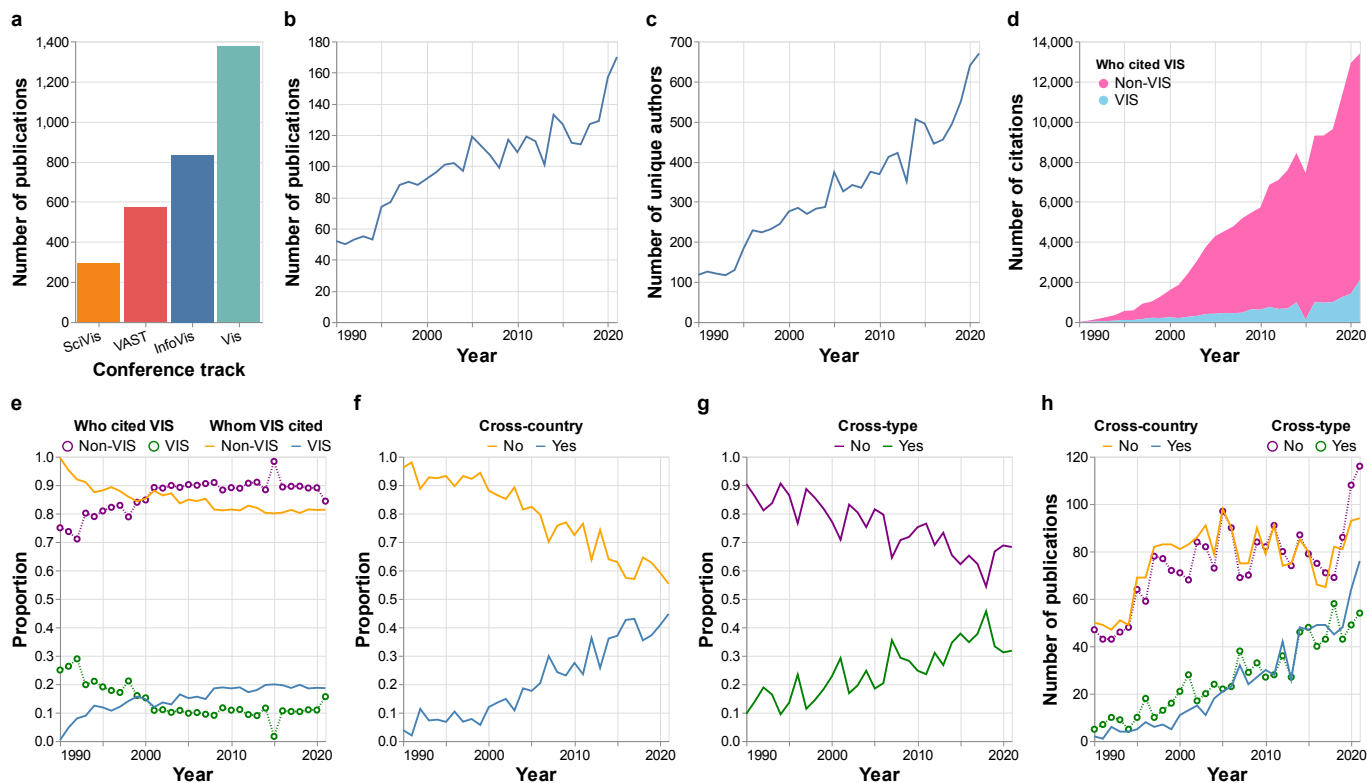 a
Number of publications
1,400
1,200
1,000
800
600
400
200
0
SciVis
VAST
InfoVis
Vis
Conference track
b
Number of publications
180
160
140
120
100
80
60
40
20
0
1990
2000
2010
2020
Year
c
Number of unique authors
700
600
500
400
300
200
100
0
1990
2000
2010
2020
Year
d
Number of citations
14,000
12,000
10,000
8,000
6,000
4,000
2,000
0
Who cited VIS
Non-VIS
VIS
1990
2000
2010
2020
Year
e
Who cited VIS
Non-VIS
VIS
Whom VIS cited
Non-VIS
VIS
Proportion
1.0
0.9
0.8
0.7
0.6
0.5
0.4
0.3
0.2
0.1
0.0
1990
2000
2010
2020
Year
f
Cross-country
No
Yes
Proportion
1.0
0.9
0.8
0.7
0.6
0.5
0.4
0.3
0.2
0.1
0.0
1990
2000
2010
2020
Year
g
Cross-type
No
Yes
Proportion
1.0
0.9
0.8
0.7
0.6
0.5
0.4
0.3
0.2
0.1
0.0
1990
2000
2010
2020
Year
h
Cross-country
No
Yes
Cross-type
No
Yes
Number of publications
120
100
80
60
40
20
0
1990
2000
2010
2020
Year